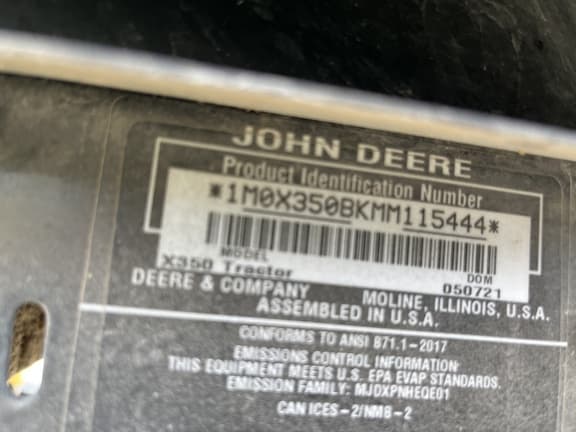 JOHN DEERE
Product Identification Number
*1M0X350BKMM115444*
MODEL
X350 Tractor
DOM
050721
DEERE & COMPANY MOLINE, ILLINOIS, U.S.A.
ASSEMBLED IN U.S.A.
CONFORMS TO ANSI B71.1-2017
EMISSIONS CONTROL INFORMATION
THIS EQUIPMENT MEETS U.S. EPA EVAP STANDARDS.
EMISSION FAMILY: MJDXPNHEQE01
CAN ICES-2/NMB-2